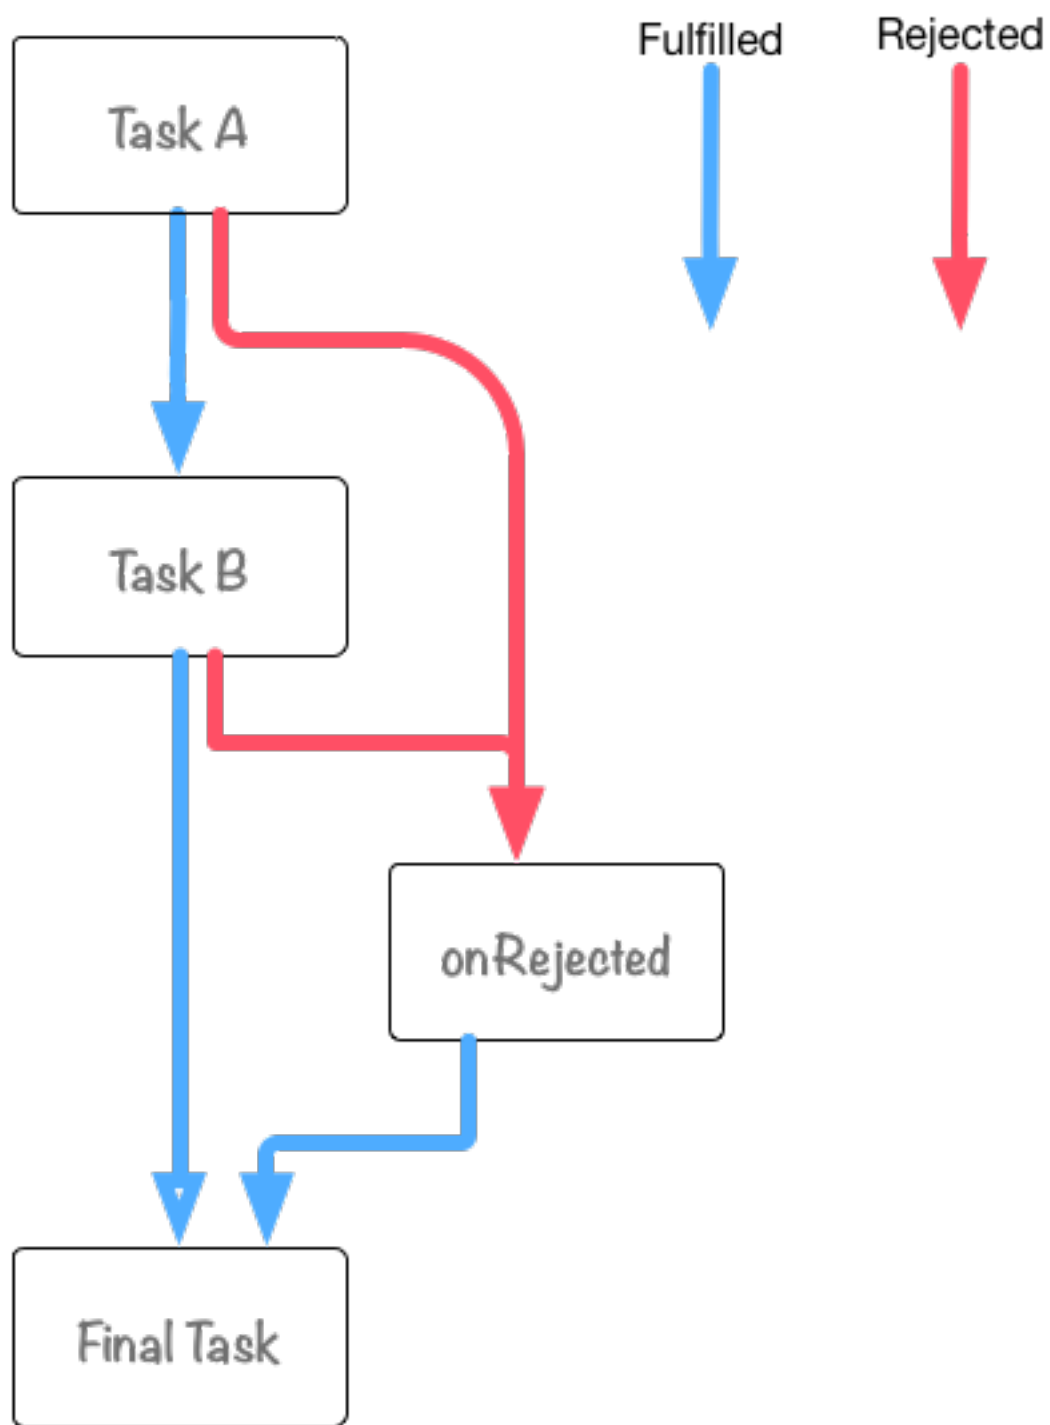 Fulfilled
Rejected
Task A
Task B
onRejected
Final Task